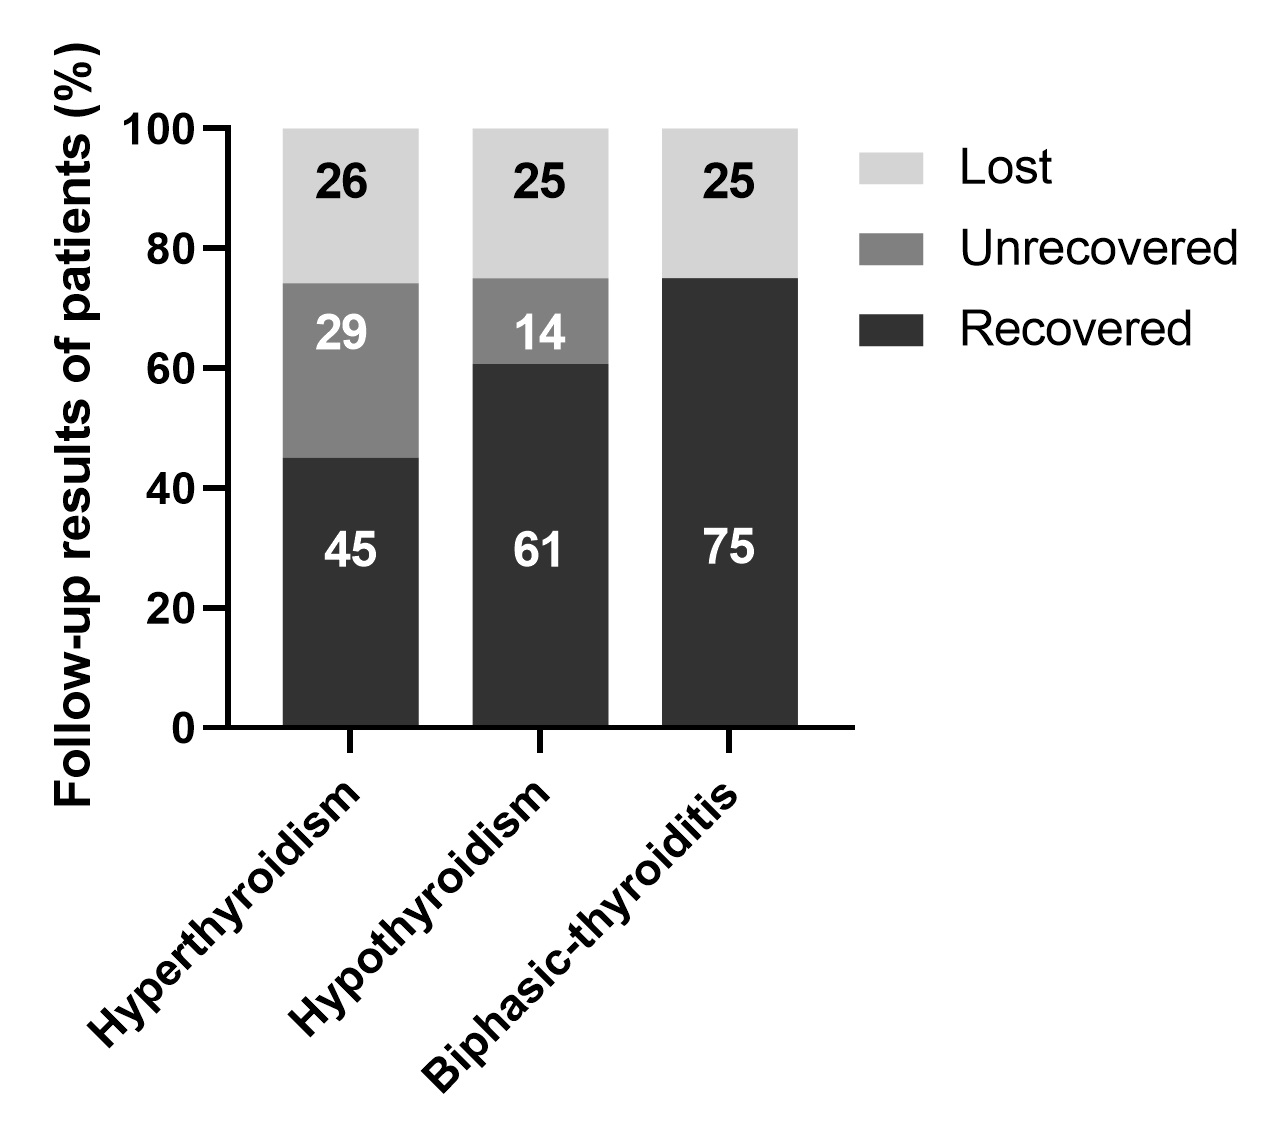 Follow-up results of patients (%)
100
80
60
40
20
0
26
29
45
25
14
61
25
75
Hyperthyroidism
Hypothyroidism
Biphasic-thyroiditis
Lost
Unrecovered
Recovered